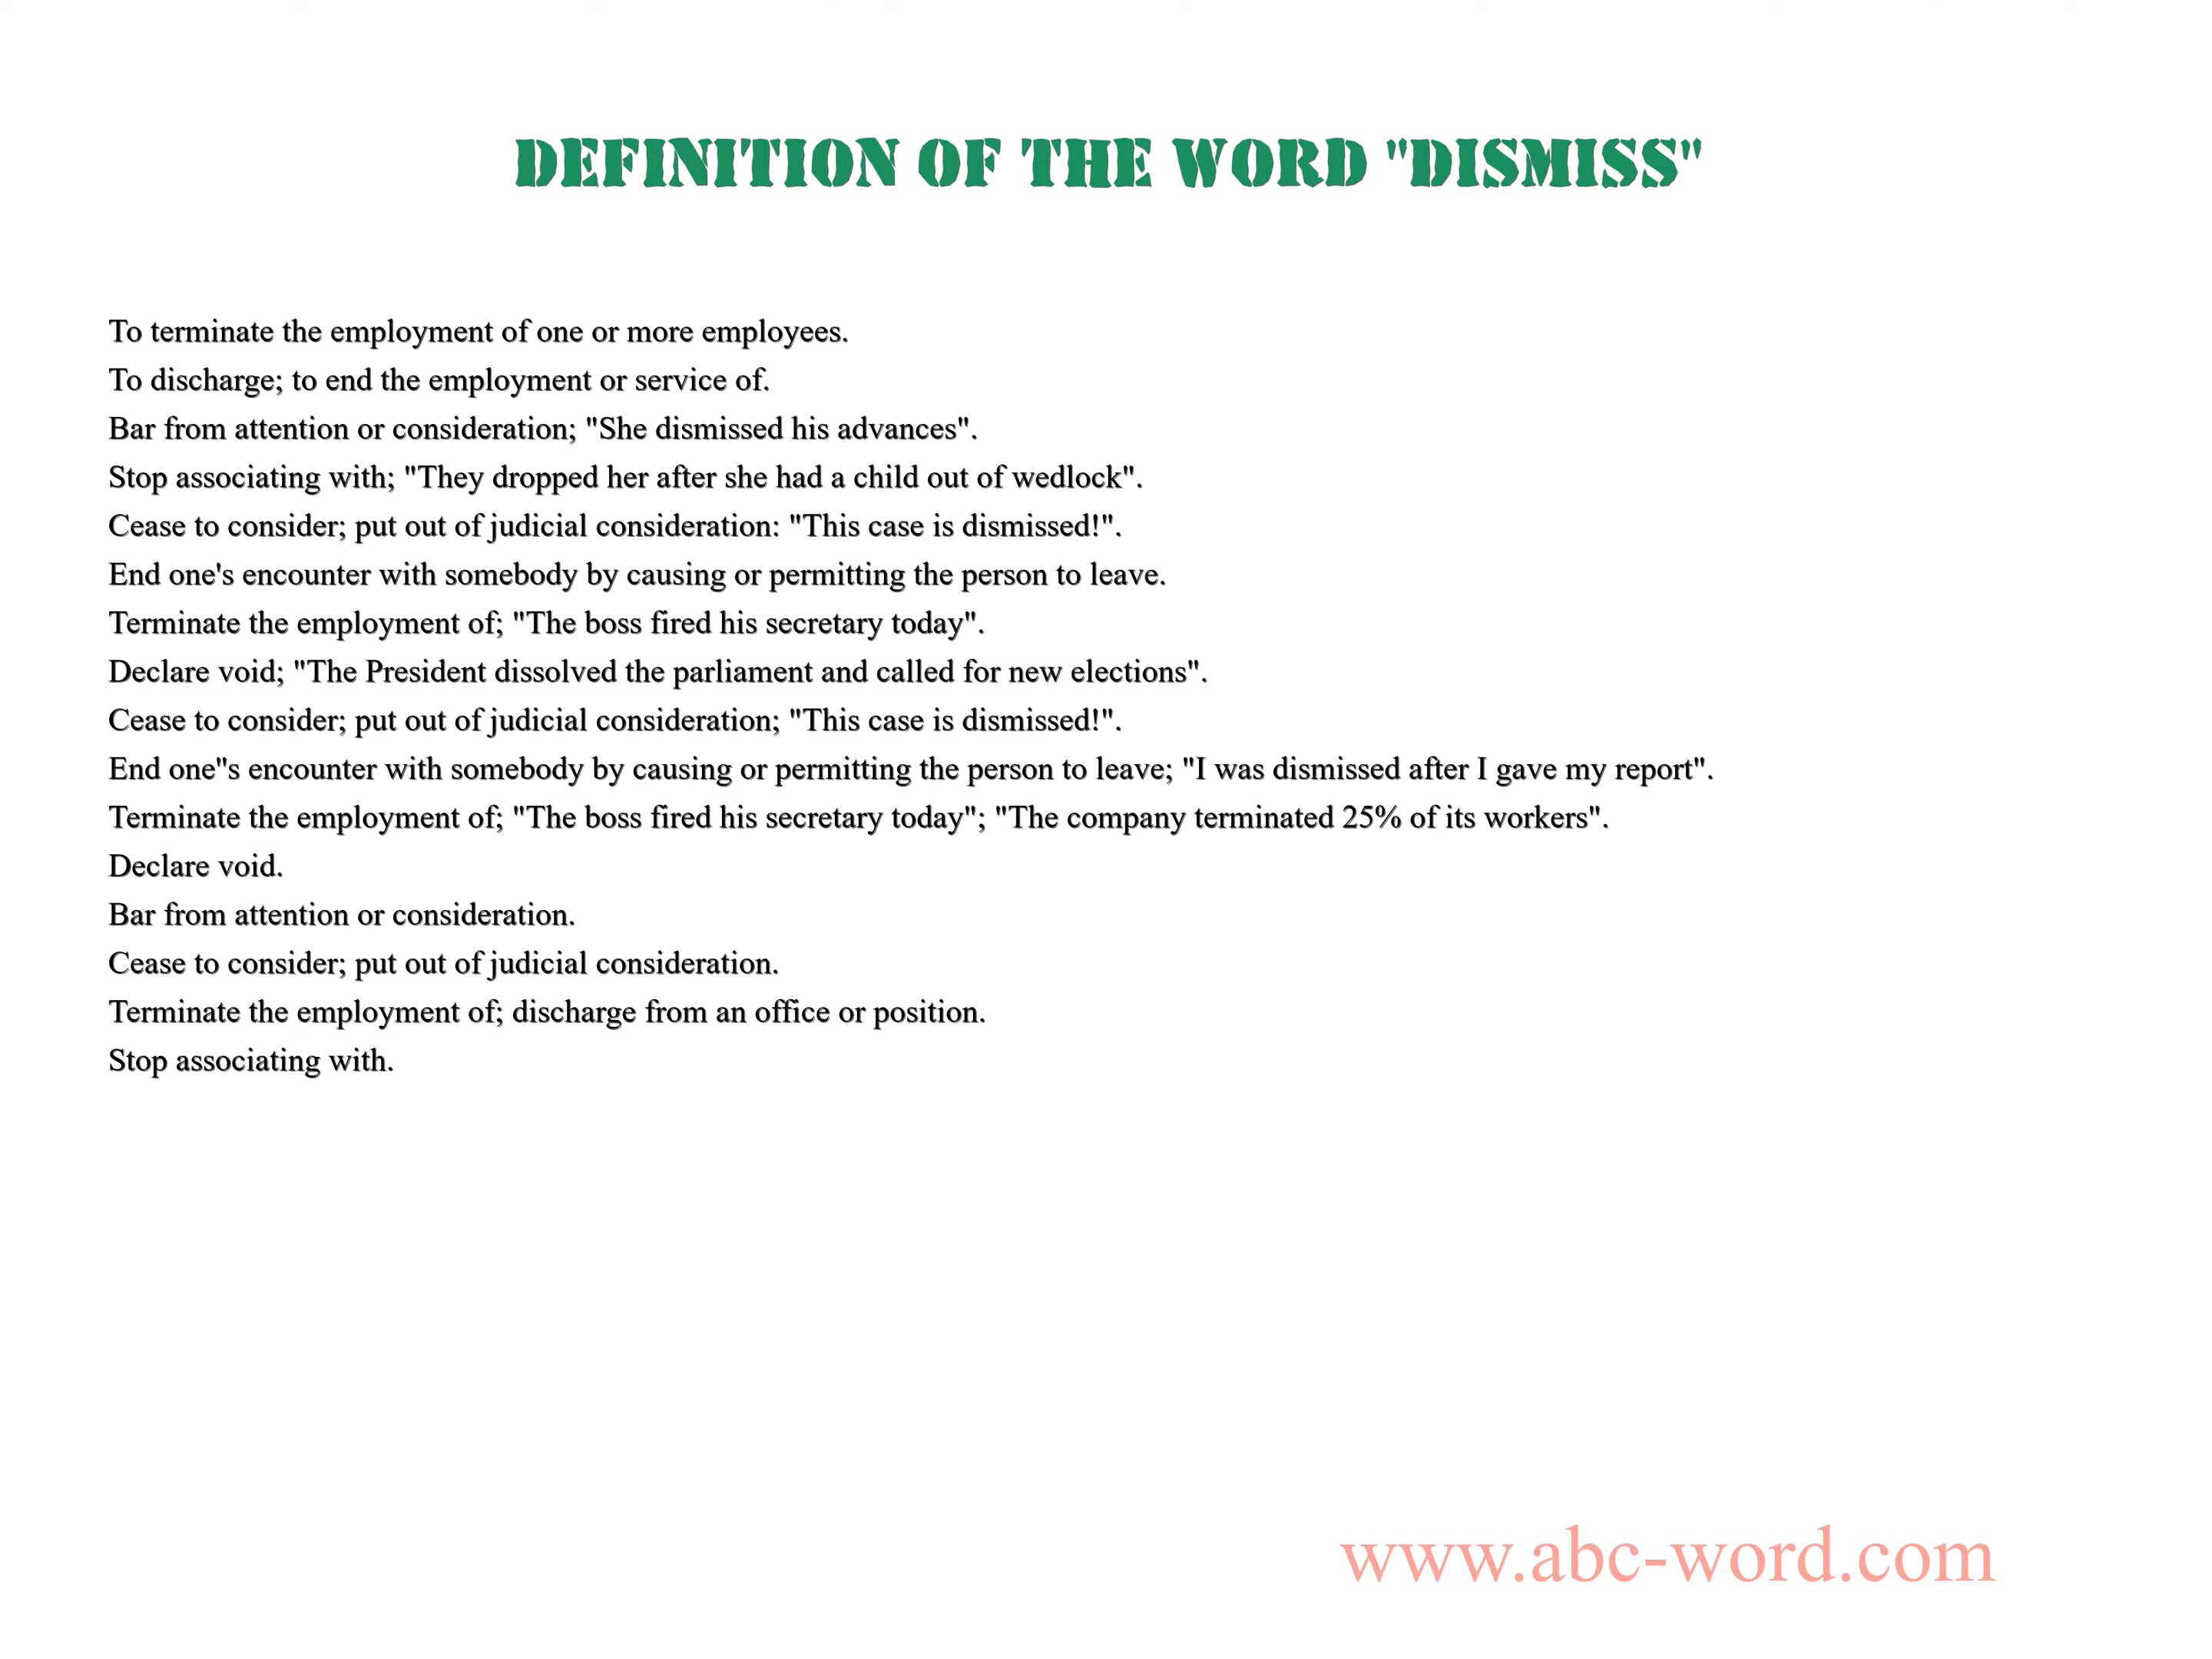 DEFINITION OF THE WORD "DISMISS"
To terminate the employment of one or more employees.
To discharge; to end the employment or service of.
Bar from attention or consideration; "She dismissed his advances".
Stop associating with; "They dropped her after she had a child out of wedlock".
Cease to consider; put out of judicial consideration: "This case is dismissed!".
End one's encounter with somebody by causing or permitting the person to leave.
Terminate the employment of; "The boss fired his secretary today".
Declare void; "The President dissolved the parliament and called for new elections".
Cease to consider; put out of judicial consideration; "This case is dismissed!".
End one"s encounter with somebody by causing or permitting the person to leave; "I was dismissed after I gave my report".
Terminate the employment of; "The boss fired his secretary today"; "The company terminated 25% of its workers".
Declare void.
Bar from attention or consideration.
Cease to consider; put out of judicial consideration.
Terminate the employment of; discharge from an office or position.
Stop associating with.
www.abc-word.com